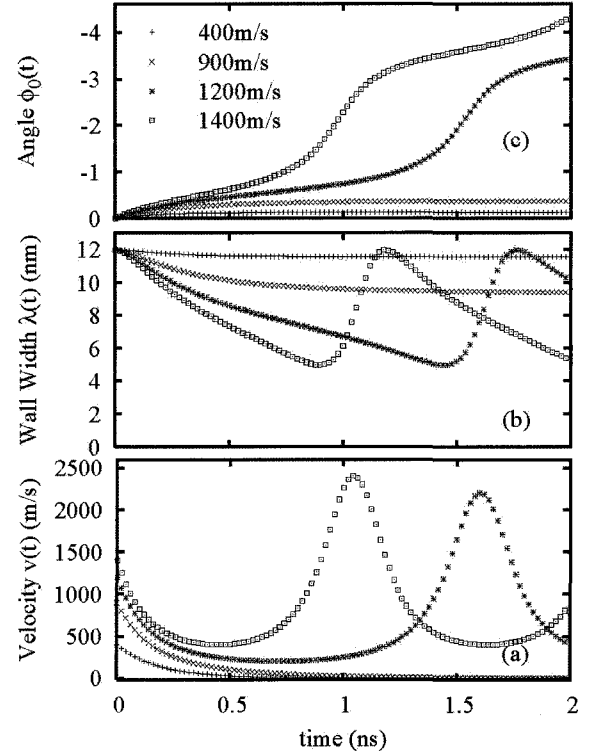 -4
-3
-2
-1
0
Angle ϕ₀(t)
400m/s
900m/s
1200m/s
1400m/s
(c)
12
10
8
6
4
2
0
Wall Width λ(t) (nm)
(b)
2500
2000
1500
1000
500
0
Velocity v(t) (m/s)
(a)
0 0.5 1 1.5 2
time (ns)